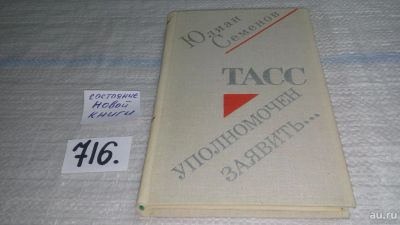 Юлиан
Семенов
ТАСС
УПОЛНОМОЧЕН
ЗАЯВИТЬ...
состояние
новой
книги
716.
au.ru